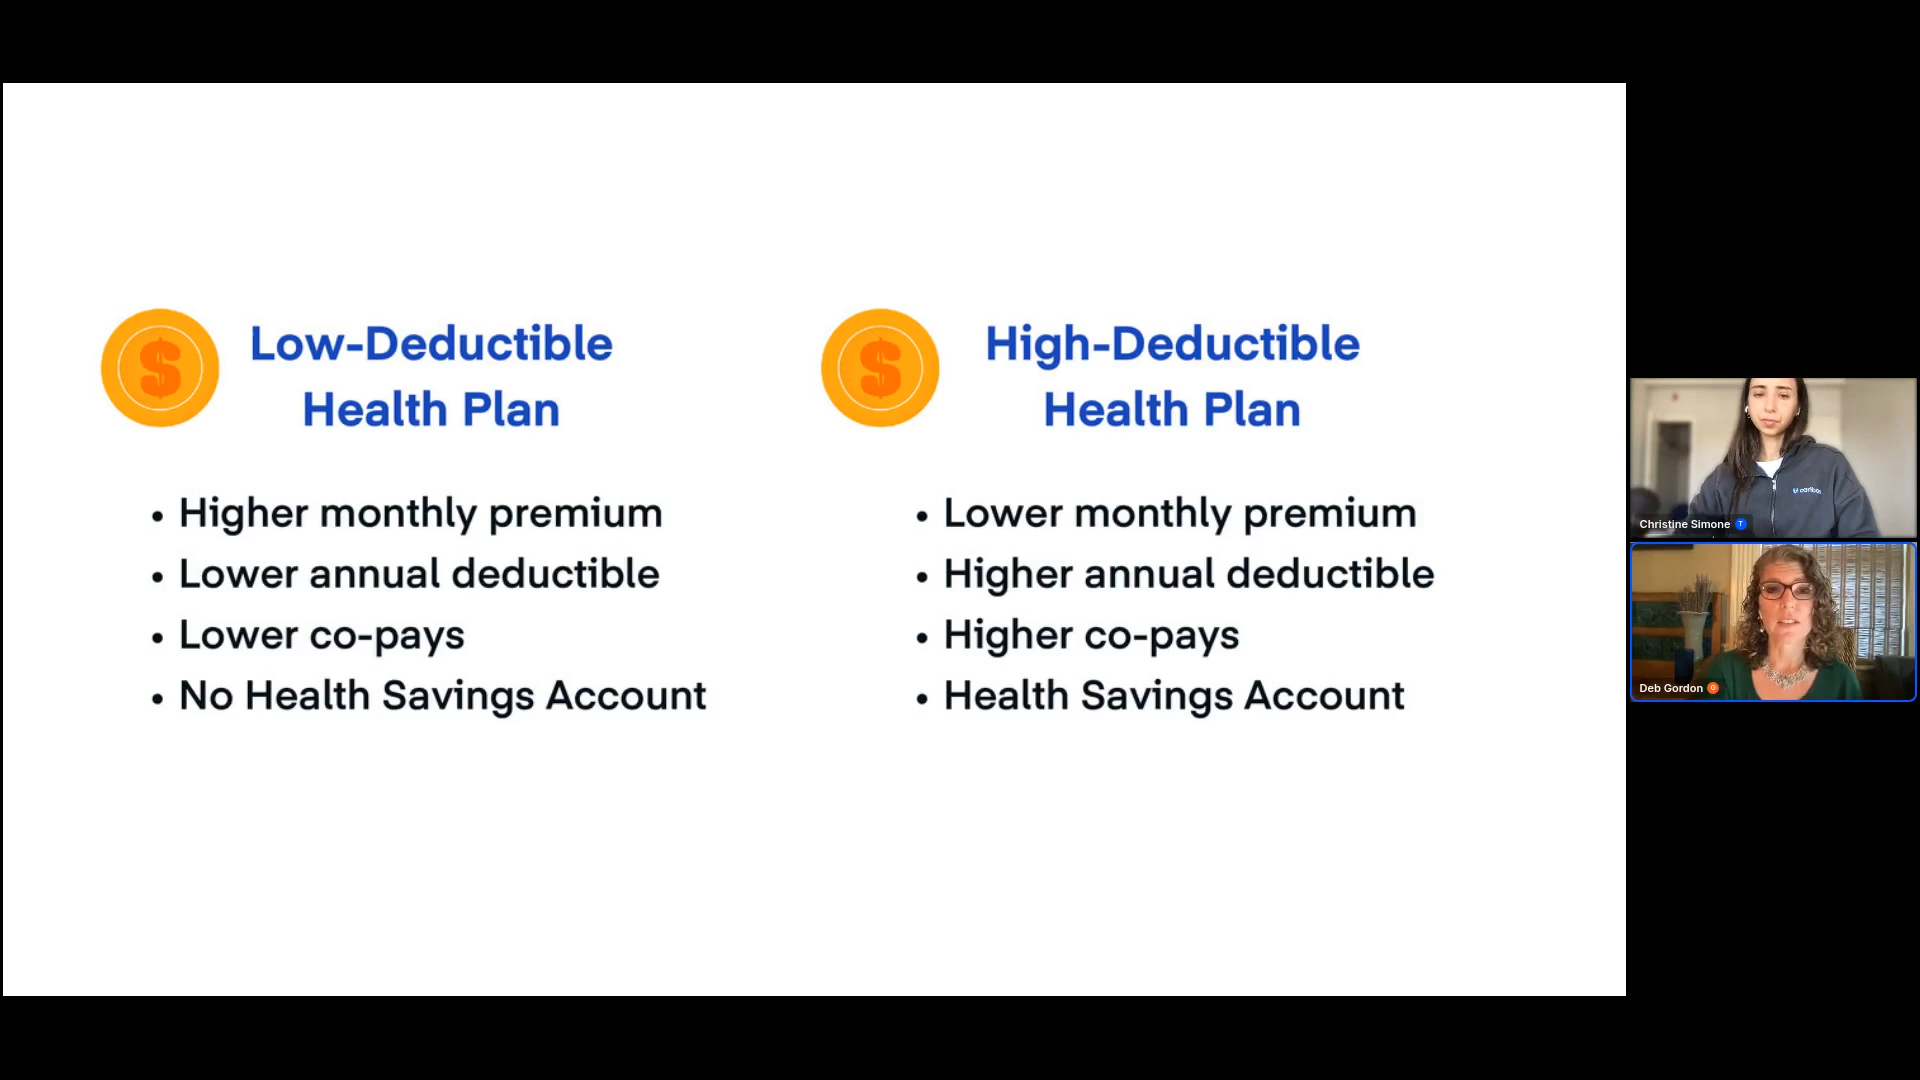 $
Low-Deductible
Health Plan
• Higher monthly premium
• Lower annual deductible
• Lower co-pays
• No Health Savings Account
$
High-Deductible
Health Plan
• Lower monthly premium
• Higher annual deductible
• Higher co-pays
• Health Savings Account
Christine Simone T
Deb Gordon G